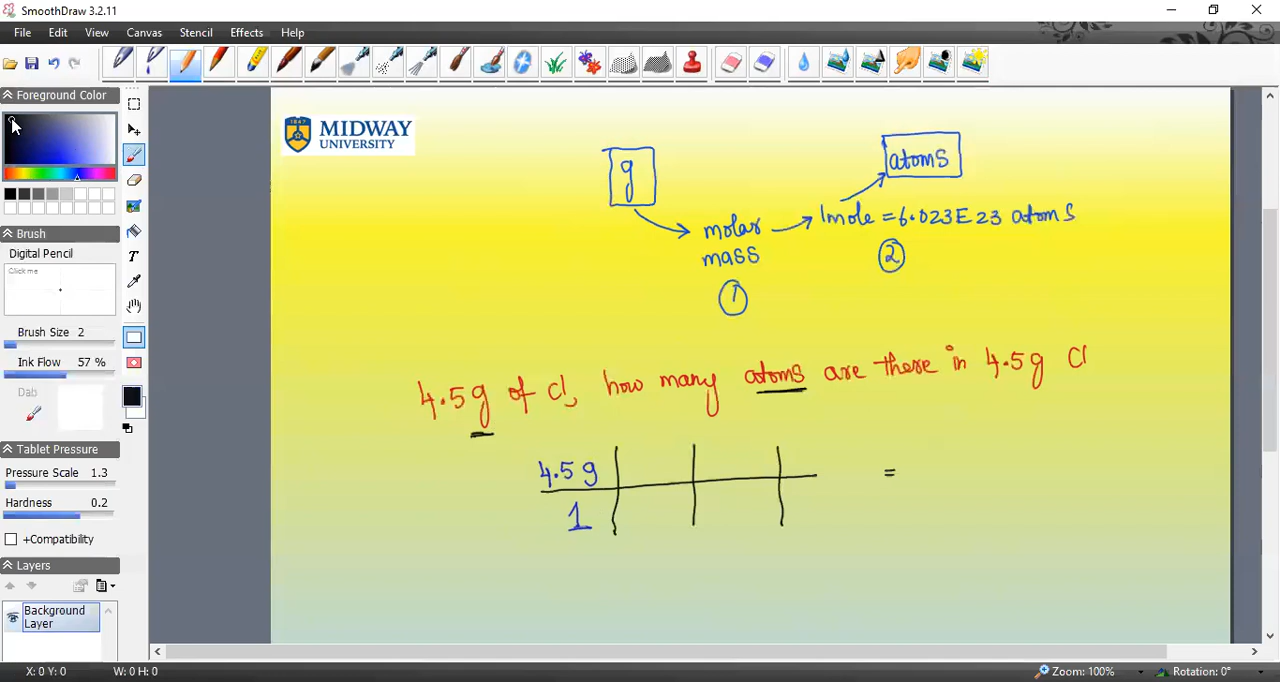 SmoothDraw 3.2.11
File Edit View Canvas Stencil Effects Help
Foreground Color
Brush
Digital Pencil
Click me
Brush Size 2
Ink Flow 57 %
Dab
Tablet Pressure
Pressure Scale 1.3
Hardness 0.2
+Compatibility
Layers
Background
Layer
1847
MIDWAY
UNIVERSITY
g
atoms
molar
mass
1mole = 6.023E23 atoms
1
2
4.5g of Cl, how many atoms are there in 4.5g Cl
4.5g
1
=
X: 0 Y: 0 W: 0 H: 0 Zoom: 100% Rotation: 0°